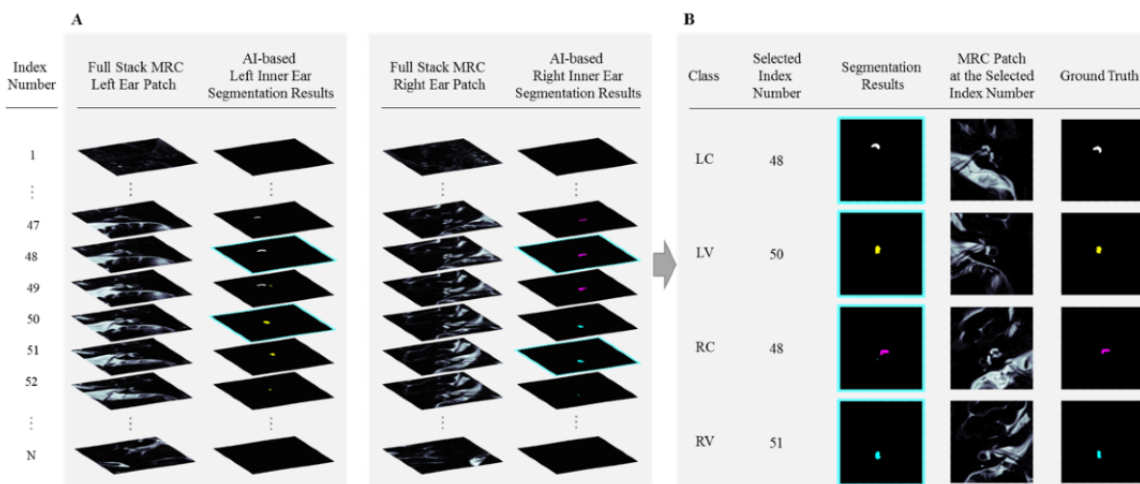 A
B
Index
Number
Full Stack MRC
Left Ear Patch
AI-based
Left Inner Ear
Segmentation Results
Full Stack MRC
Right Ear Patch
AI-based
Right Inner Ear
Segmentation Results
Class
Selected
Index
Number
Segmentation
Results
MRC Patch
at the Selected
Index Number
Ground Truth
1
47
48
49
50
51
52
N
LC 48
LV 50
RC 48
RV 51